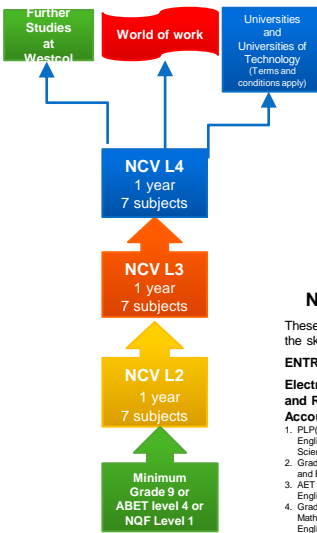 Further
Studies
at
Westcol
World of work
Universities
and
Universities of
Technology
(Terms and
conditions apply)
NCV L4
1 year
7 subjects
NCV L3
1 year
7 subjects
NCV L2
1 year
7 subjects
Minimum
Grade 9 or
ABET level 4 or
NQF Level 1
N
These
the sk
ENTR
Electr
and R
Accou
1. PLP(
Engli
Scien
2. Grad
and E
3. AET
Engli
4. Grad
Math
Engli